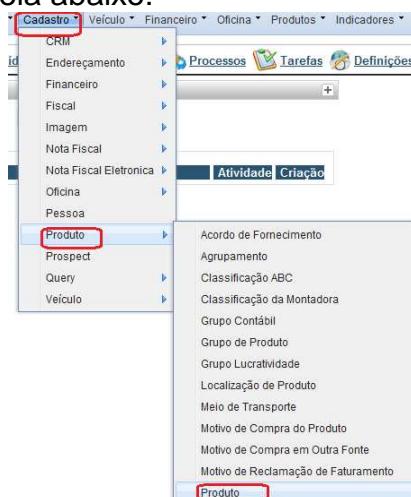 ela abaixo:
Cadastro Veículo Financeiro Oficina Produtos Indicadores
CRM
Endereçamento
Processos Tarefas Definições
Financeiro
Fiscal
Imagem
Nota Fiscal
Nota Fiscal Eletronica
Atividade Criação
Oficina
Pessoa
Produto
Prospect
Query
Veículo
Acordo de Fornecimento
Agrupamento
Classificação ABC
Classificação da Montadora
Grupo Contábil
Grupo de Produto
Grupo Lucratividade
Localização de Produto
Meio de Transporte
Motivo de Compra do Produto
Motivo de Compra em Outra Fonte
Motivo de Reclamação de Faturamento
Produto